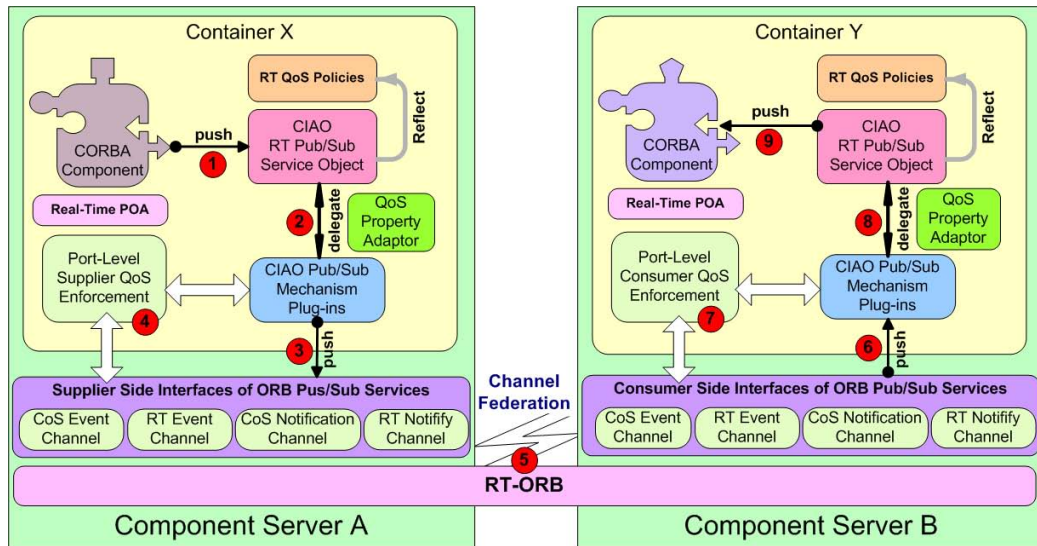 Container X
RT QoS Policies
Reflect
push
1
CIAO
RT Pub/Sub
Service Object
CORBA
Component
Real-Time POA
2
delegate
QoS
Property
Adaptor
Port-Level
Supplier QoS
Enforcement
4
CIAO Pub/Sub
Mechanism
Plug-ins
3
push
Supplier Side Interfaces of ORB Pus/Sub Services
CoS Event
Channel
RT Event
Channel
CoS Notification
Channel
RT Notifify
Channel
Channel
Federation
5
RT-ORB
Component Server A
Container Y
RT QoS Policies
Reflect
push
9
CIAO
RT Pub/Sub
Service Object
CORBA
Component
Real-Time POA
8
delegate
QoS
Property
Adaptor
Port-Level
Consumer QoS
Enforcement
7
CIAO Pub/Sub
Mechanism
Plug-ins
6
push
Consumer Side Interfaces of ORB Pub/Sub Services
CoS Event
Channel
RT Event
Channel
CoS Notification
Channel
RT Notifify
Channel
Component Server B